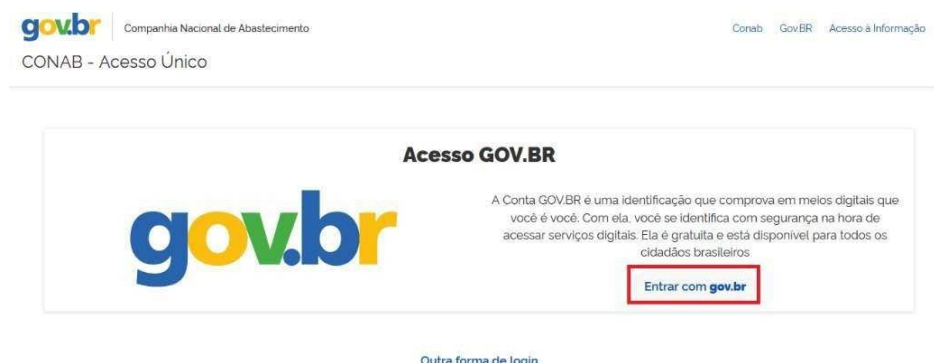 gov.br
Companhia Nacional de Abastecimento
Conab GovBR Acesso à Informação
CONAB - Acesso Único
Acesso GOV.BR
gov.br
A Conta GOV.BR é uma identificação que comprova em meios digitais que
você é você. Com ela, você se identifica com segurança na hora de
acessar serviços digitais. Ela é gratuita e está disponível para todos os
cidadãos brasileiros
Entrar com gov.br
Outra forma de login